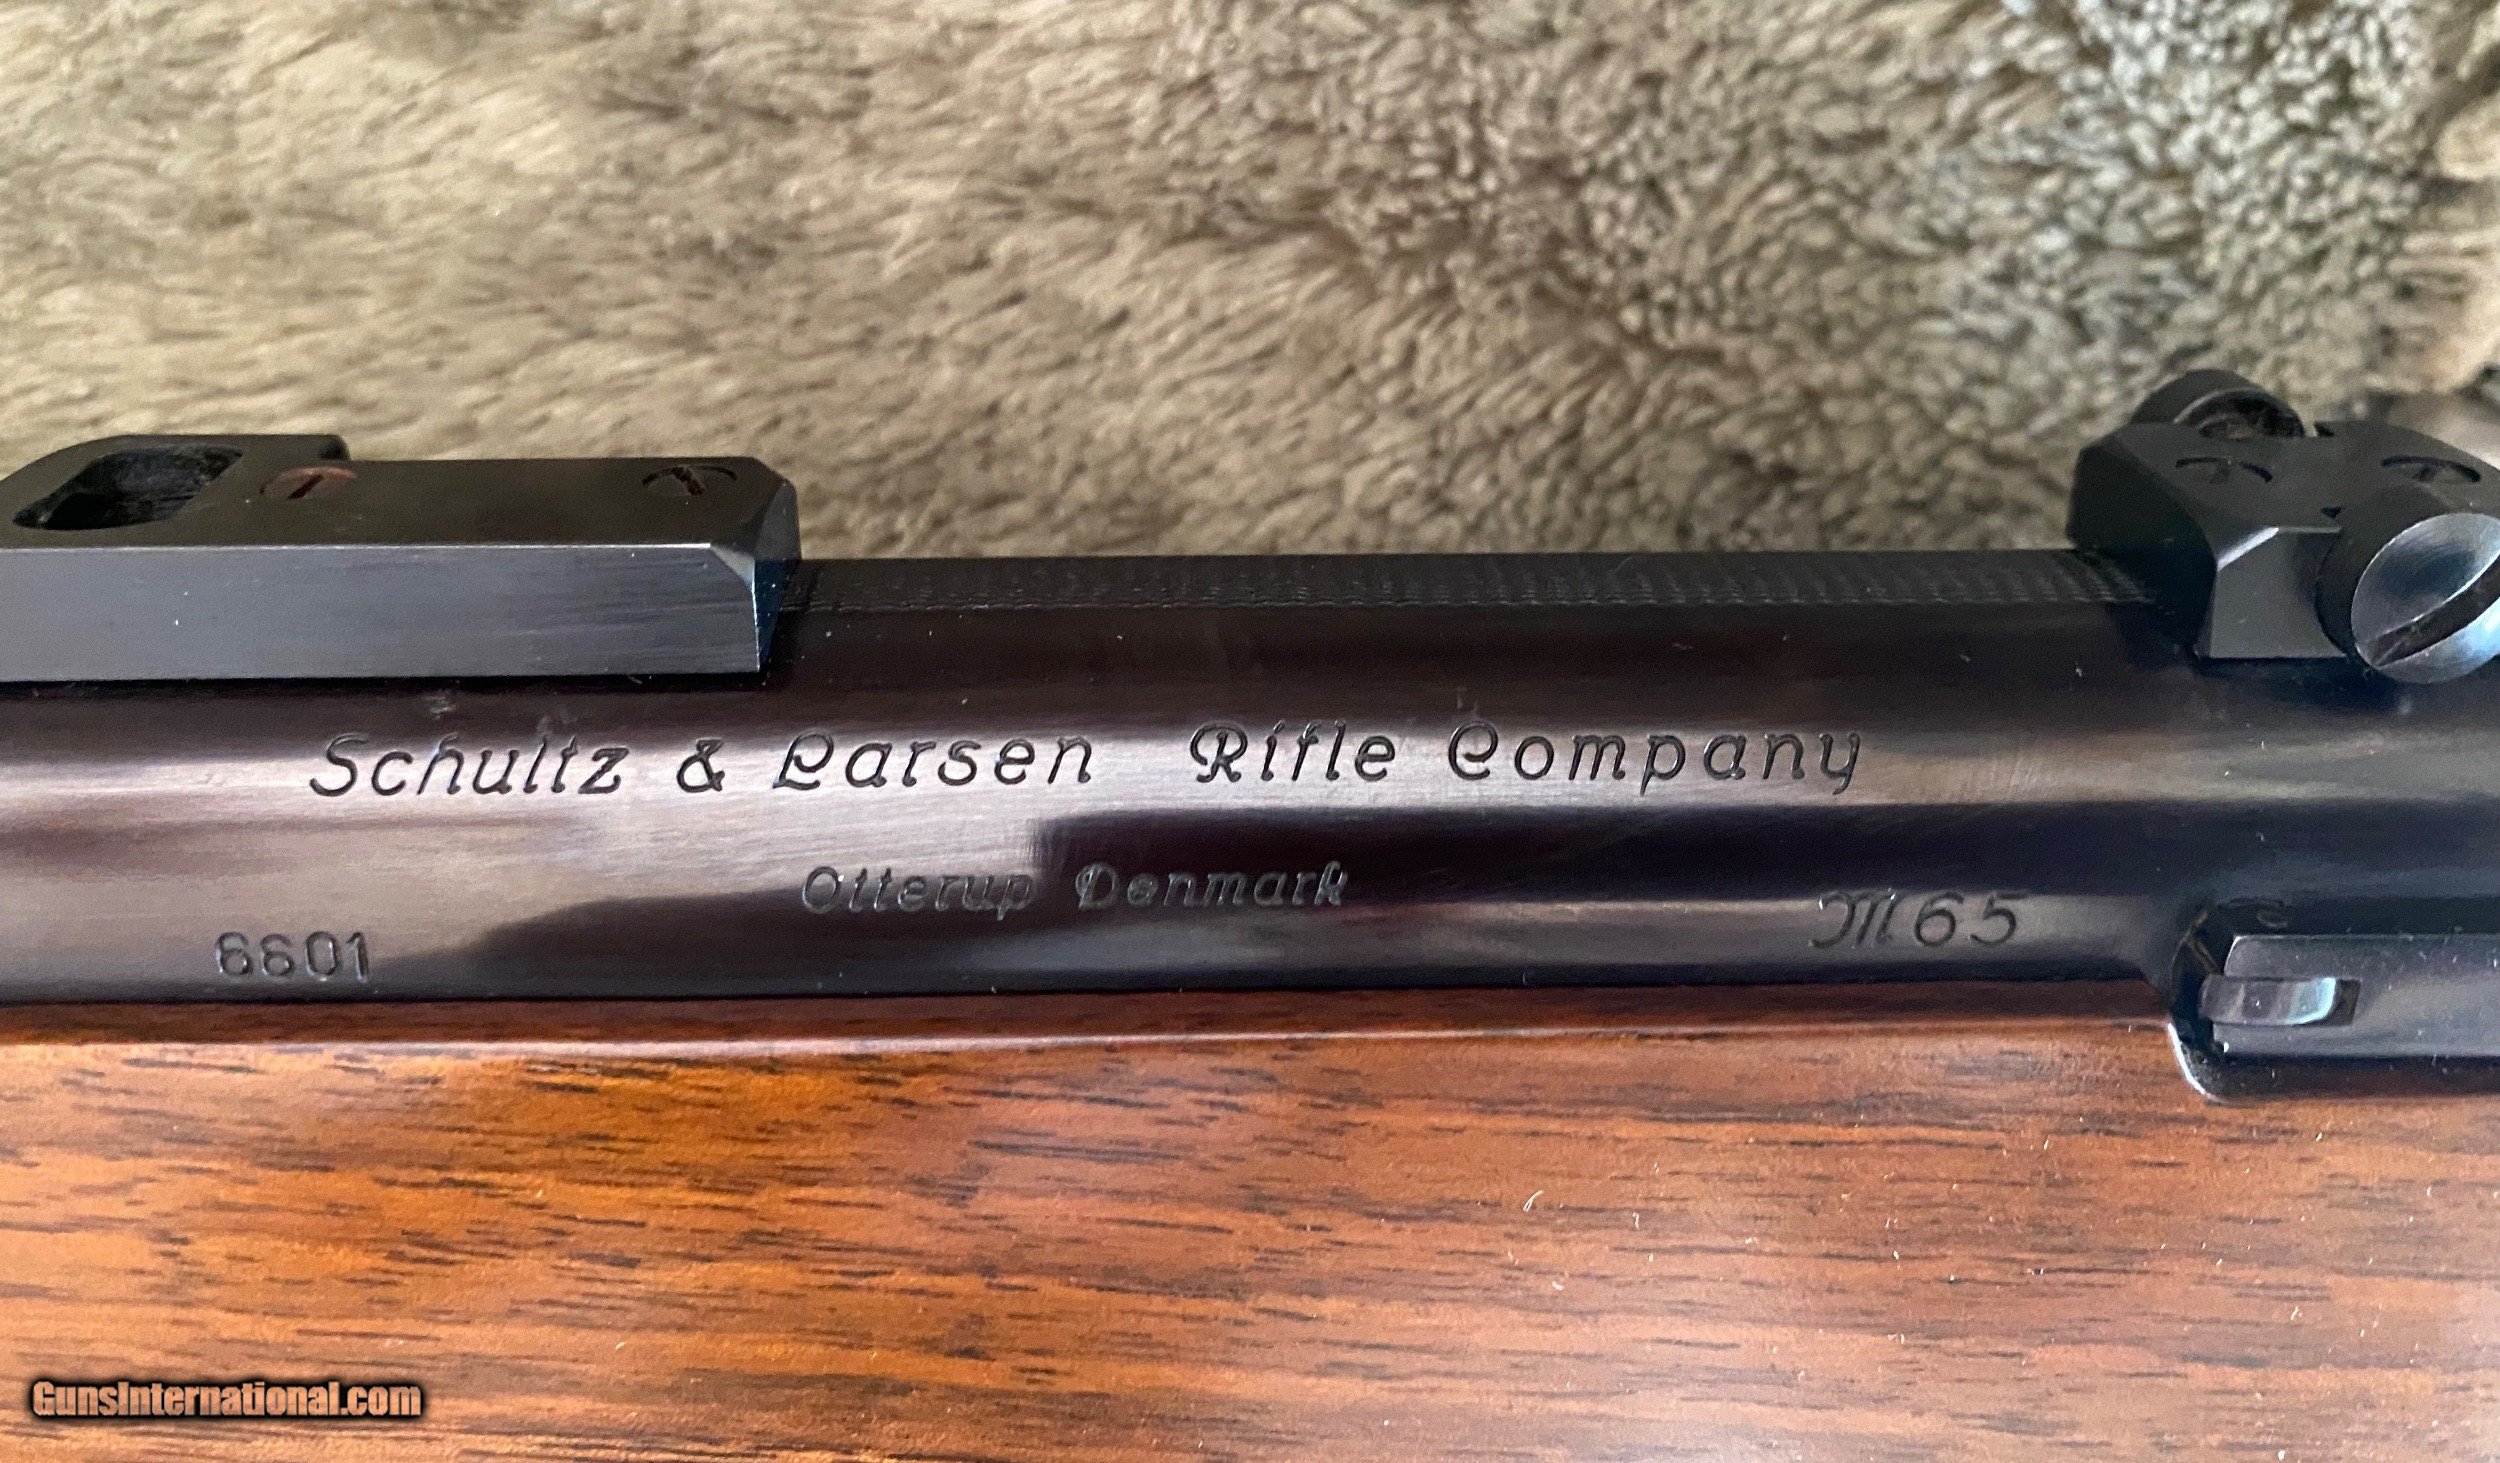 Schultz & Larsen Rifle Company
Otterup Denmark
M65
6601
GunsInternational.com